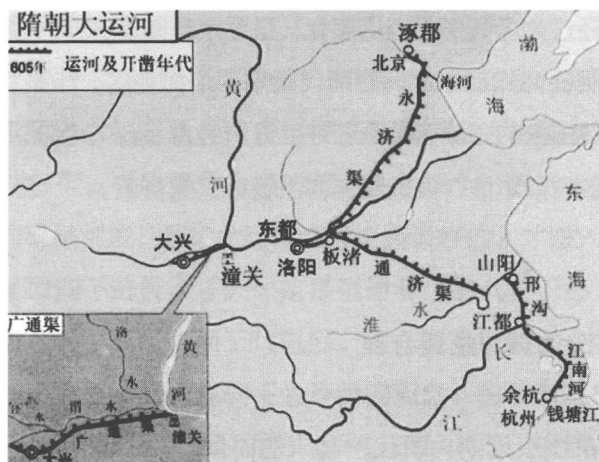 隋朝大运河
605年 运河及开凿年代
涿郡
北京
海河
渤海
黄河
永济渠
东海
大兴
潼关
东都
洛阳
板渚
通济渠
山阳
邗沟
淮水
江都
长江
江南河
余杭
杭州
钱塘江
广通渠
洛水
黄河
渭水
广通渠
潼关
大兴